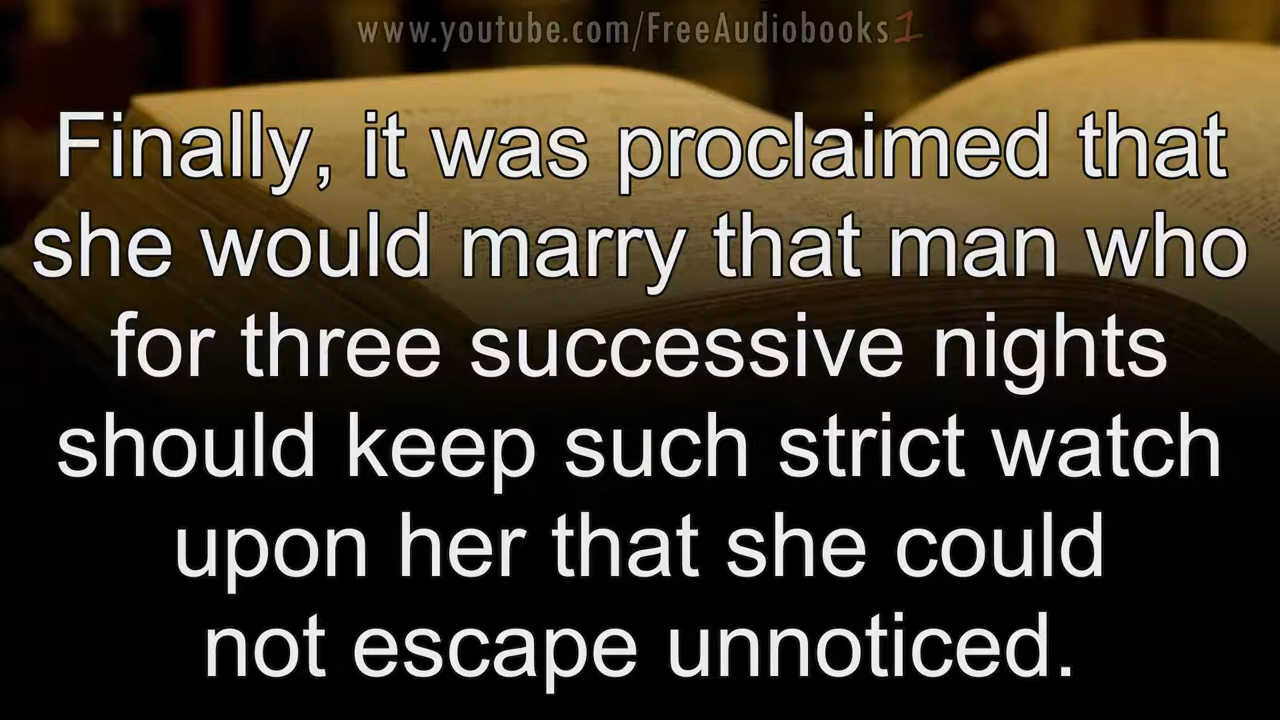 www.youtube.com/FreeAudiobooks1
Finally, it was proclaimed that
she would marry that man who
for three successive nights
should keep such strict watch
upon her that she could
not escape unnoticed.